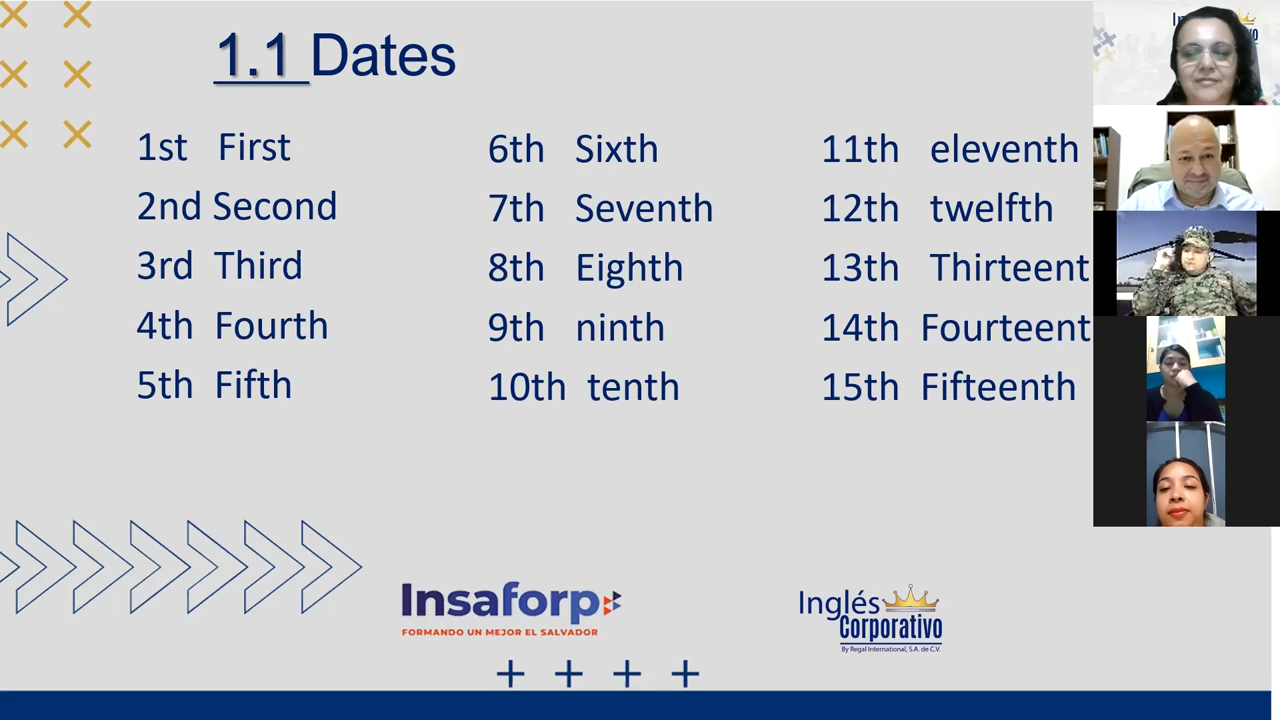 1.1 Dates
1st First
2nd Second
3rd Third
4th Fourth
5th Fifth
6th Sixth
7th Seventh
8th Eighth
9th ninth
10th tenth
11th eleventh
12th twelfth
13th Thirteent
14th Fourteent
15th Fifteenth
Insaforp
FORMANDO UN MEJOR EL SALVADOR
Inglés
Corporativo
By Regal International, S.A. de C.V.